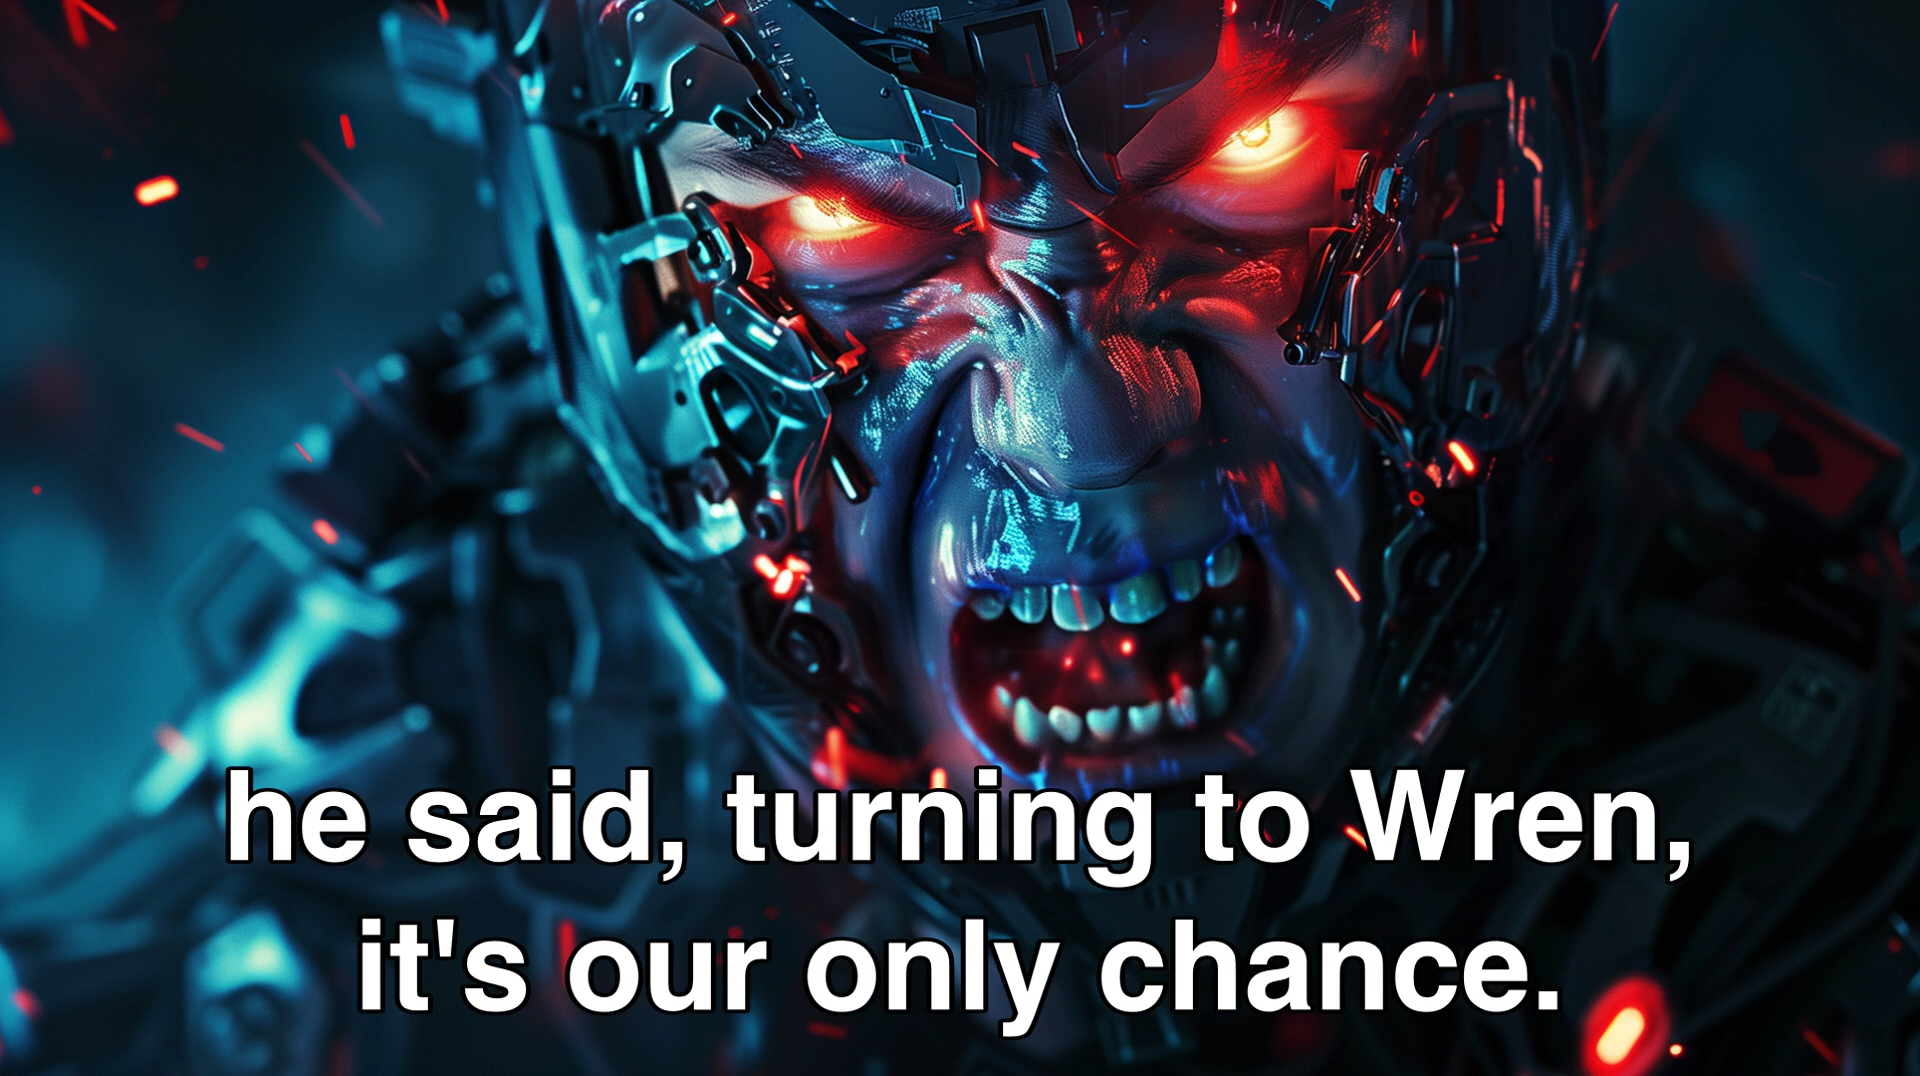 he said, turning to Wren,
it's our only chance.